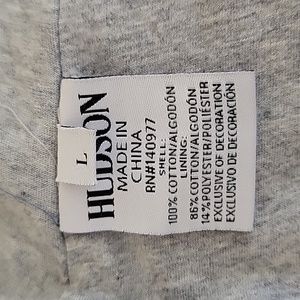 L
HUDSON
MADE IN
CHINA
RN#140977
SHELL:
100% COTTON/ALGODÓN
LINING:
86% COTTON/ALGODÓN
14% POLYESTER/POLIÉSTER
EXCLUSIVE OF DECORATION
EXCLUSIVO DE DECORACIÓN